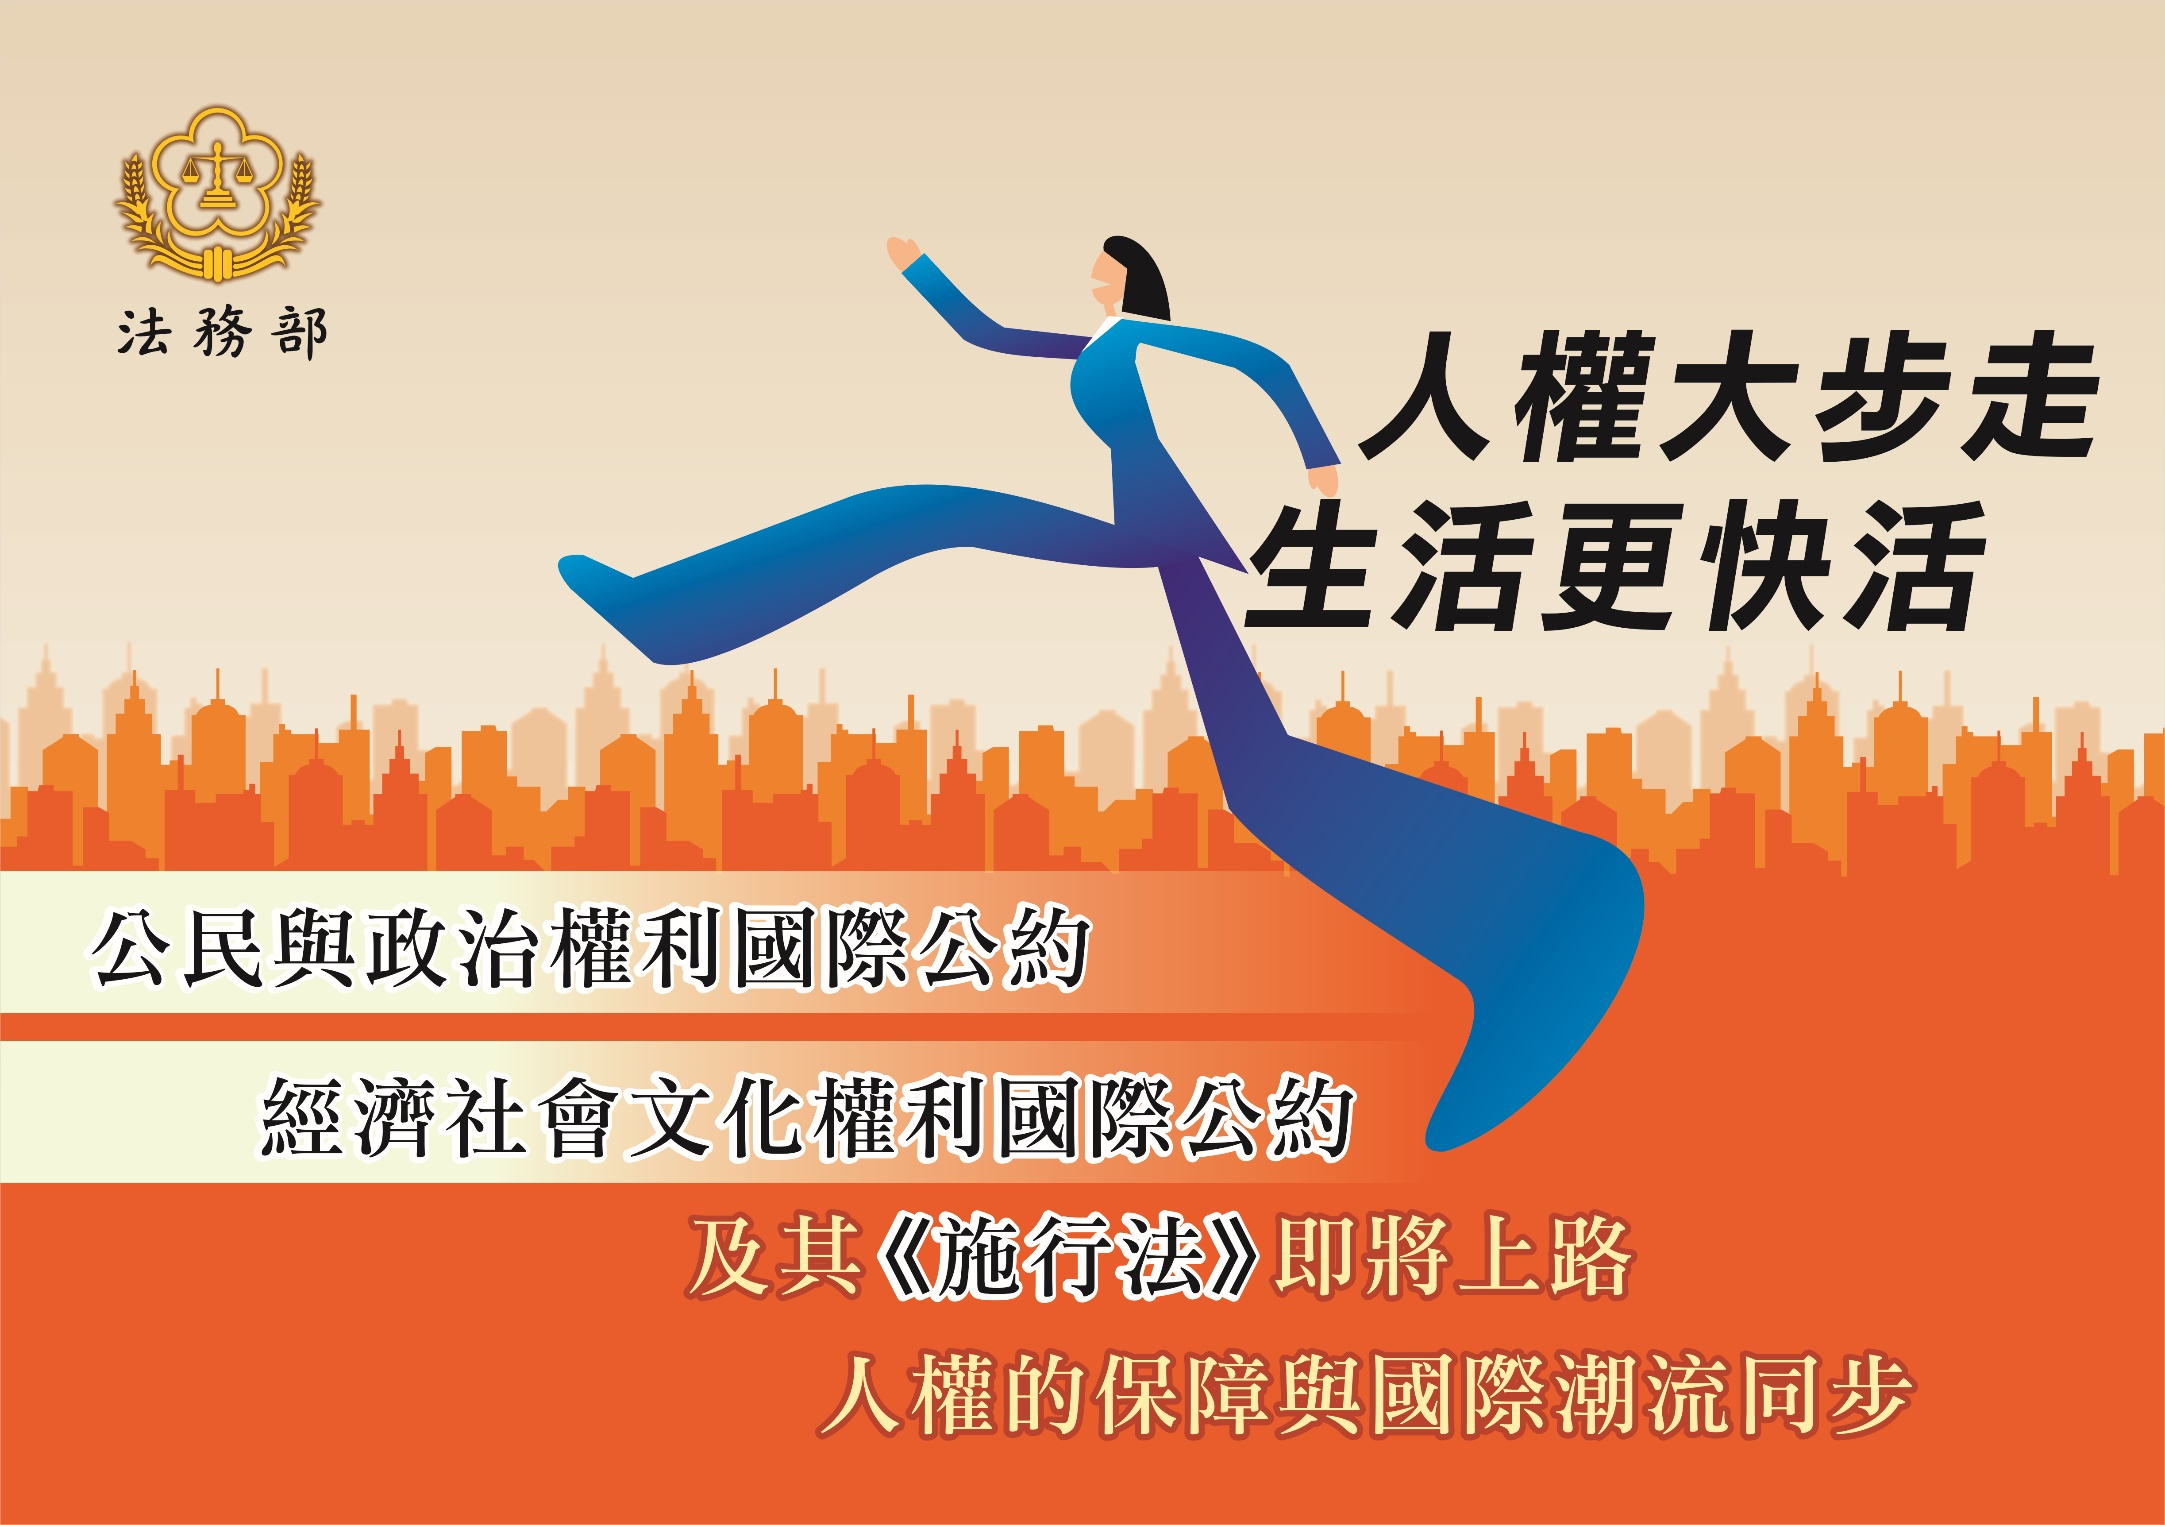 法務部
人權大步走
生活更快活
公民與政治權利國際公約
經濟社會文化權利國際公約
及其《施行法》即將上路
人權的保障與國際潮流同步